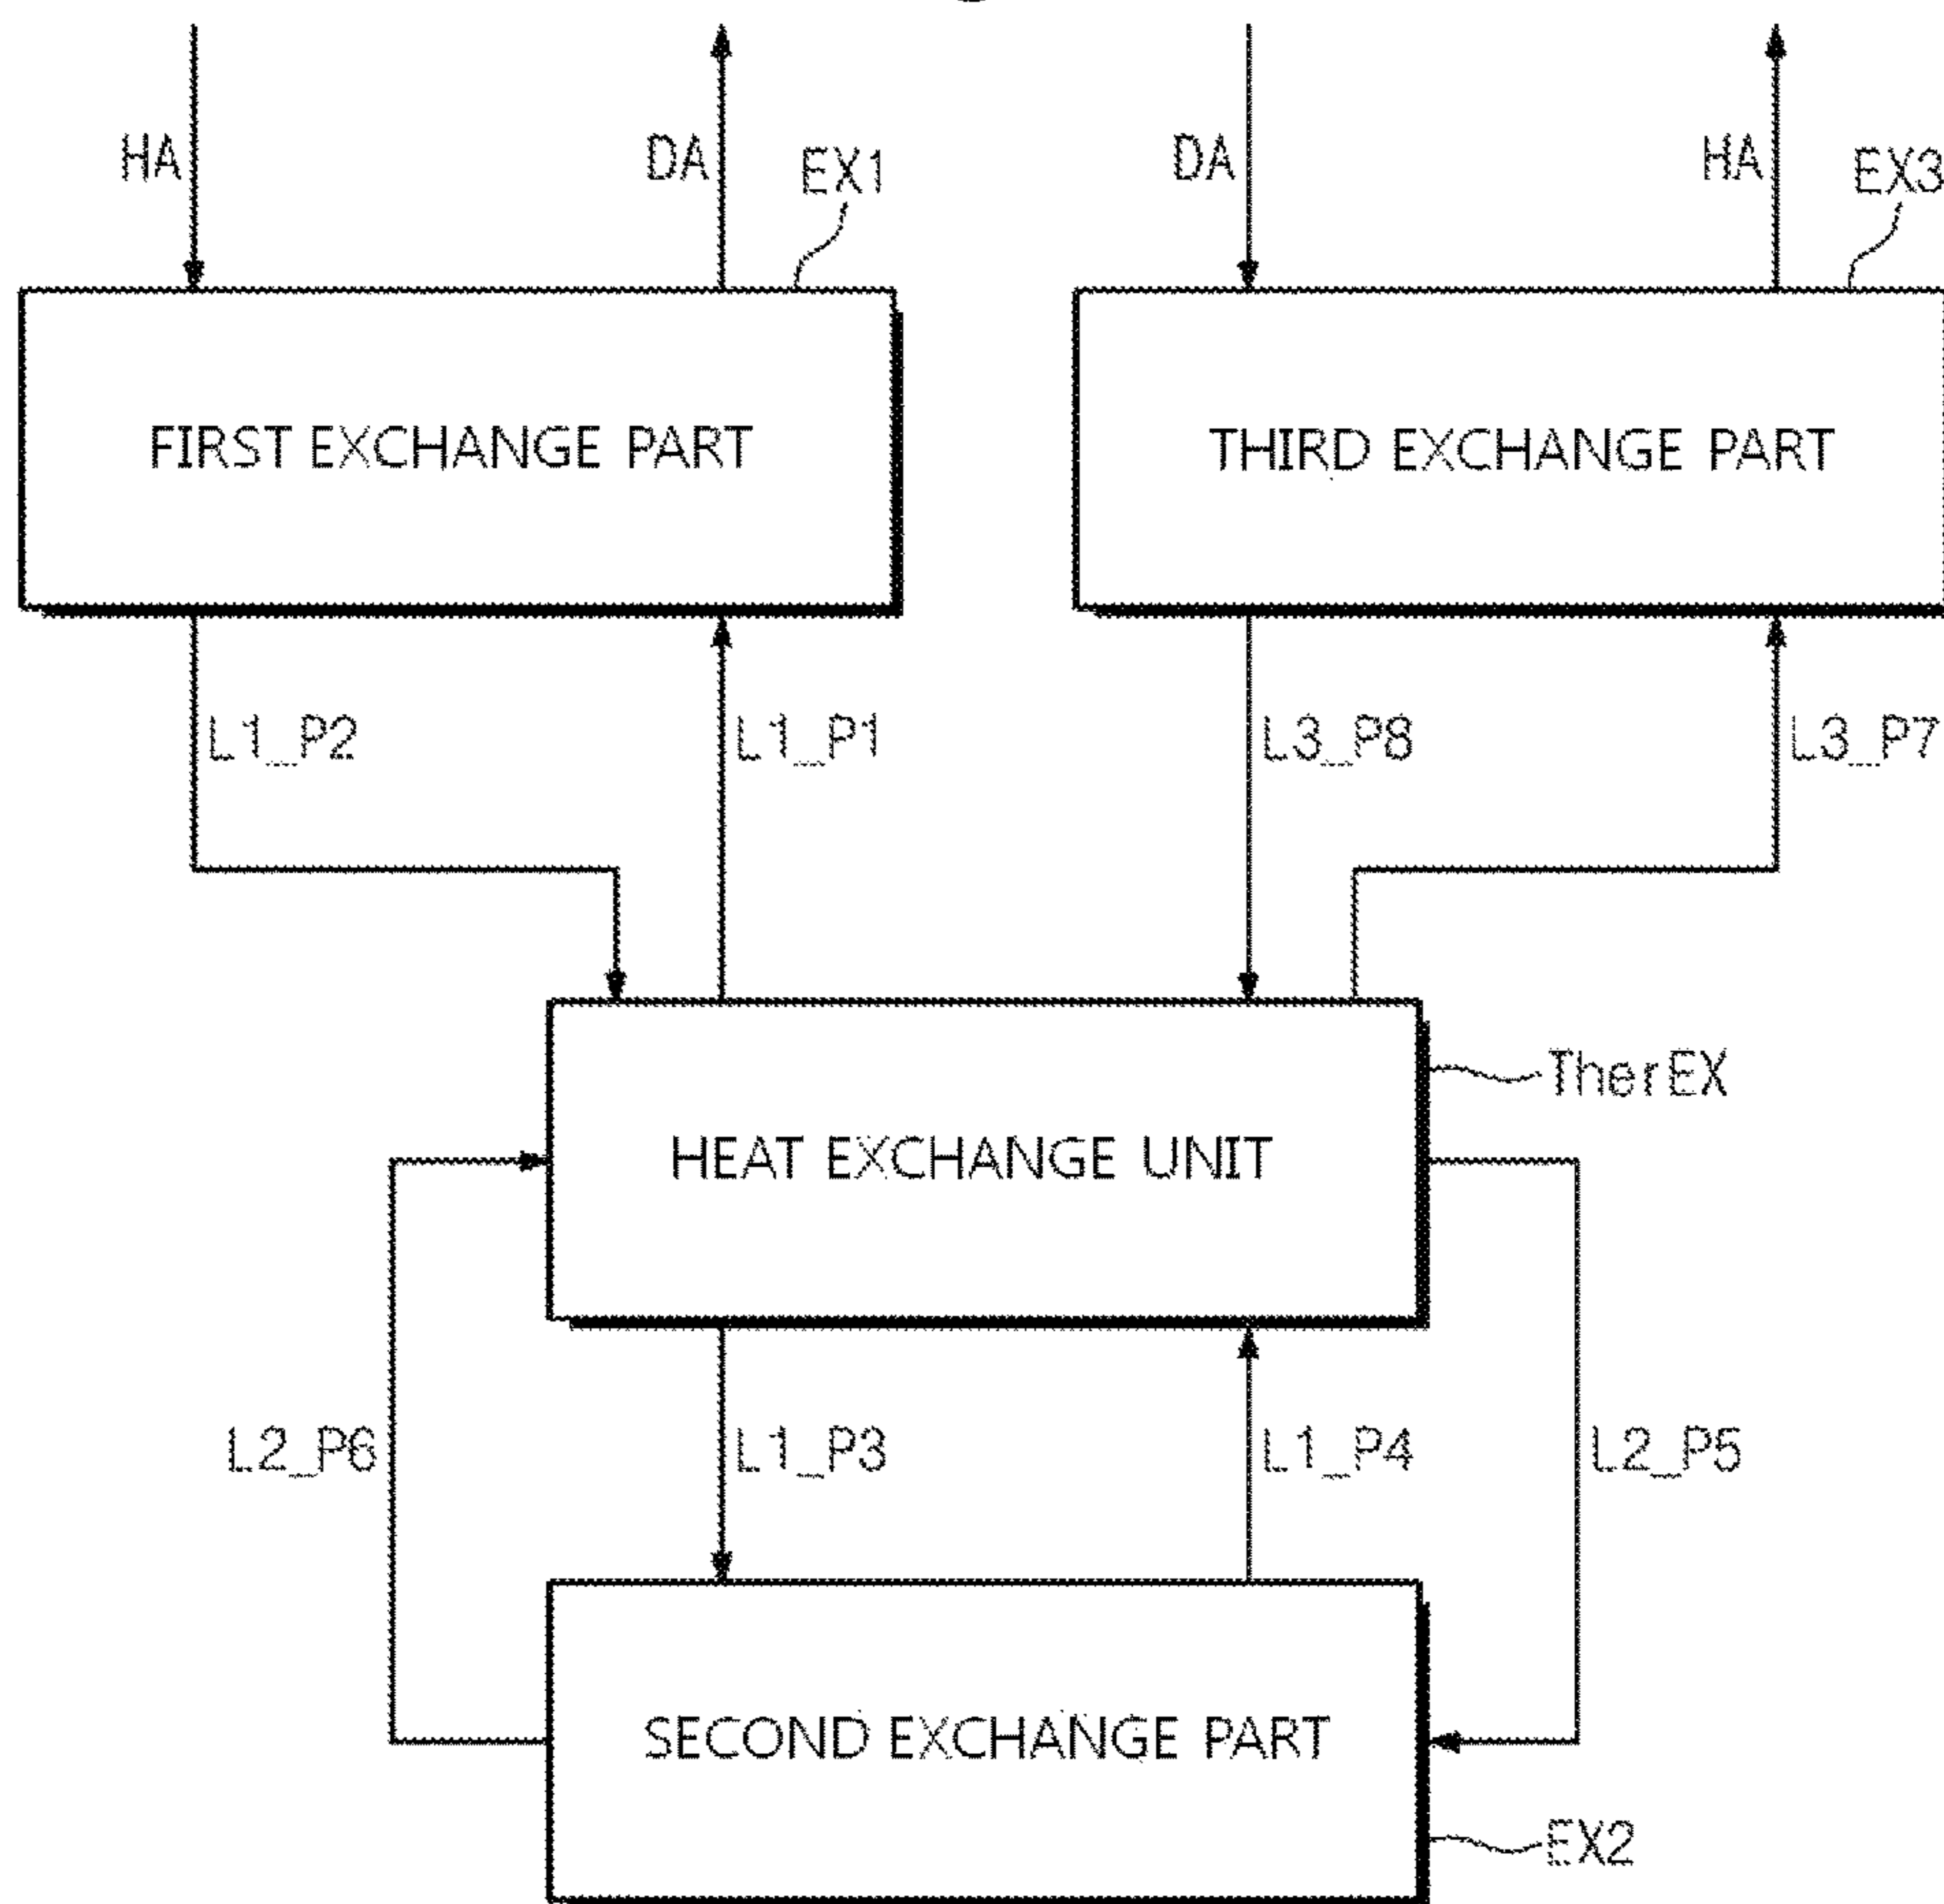 HA
DA
EX1
DA
HA
EX3
FIRST EXCHANGE PART
THIRD EXCHANGE PART
L1_P2
L1_P1
L3_P8
L3_P7
TherEX
HEAT EXCHANGE UNIT
L2_P6
L1_P3
L1_P4
L2_P5
SECOND EXCHANGE PART
EX2